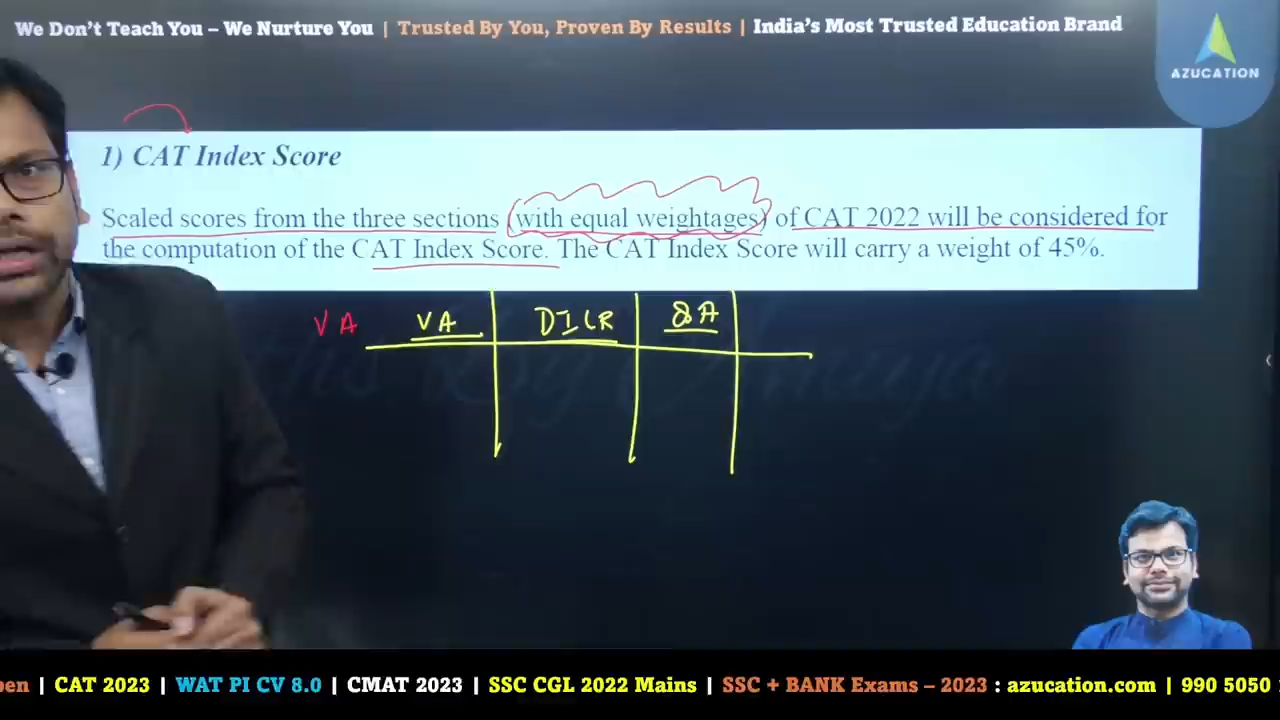 We Don't Teach You – We Nurture You | Trusted By You, Proven By Results | India's Most Trusted Education Brand
AZUCATION
1) CAT Index Score
Scaled scores from the three sections (with equal weightages) of CAT 2022 will be considered for
the computation of the CAT Index Score. The CAT Index Score will carry a weight of 45%.
VA VA DILR QA
| CAT 2023 | WAT PI CV 8.0 | CMAT 2023 | SSC CGL 2022 Mains | SSC + BANK Exams – 2023 : azucation.com | 990 5050